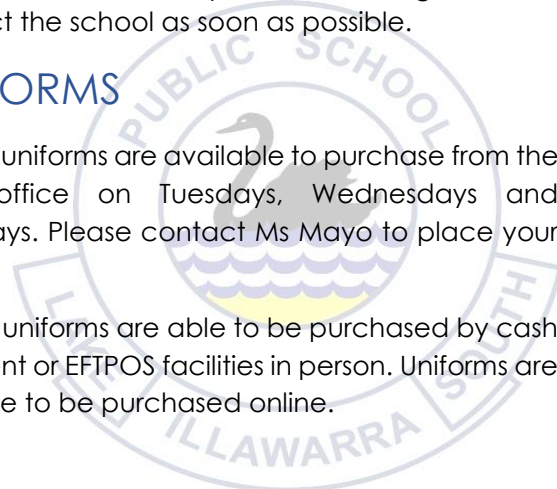 ct the school as soon as possible.
ORMS
uniforms are available to purchase from the
office on Tuesdays, Wednesdays and
ays. Please contact Ms Mayo to place your
uniforms are able to be purchased by cash
nt or EFTPOS facilities in person. Uniforms are
e to be purchased online.
PUBLIC SCHOOL
LAKE ILLAWARRA SOUTH